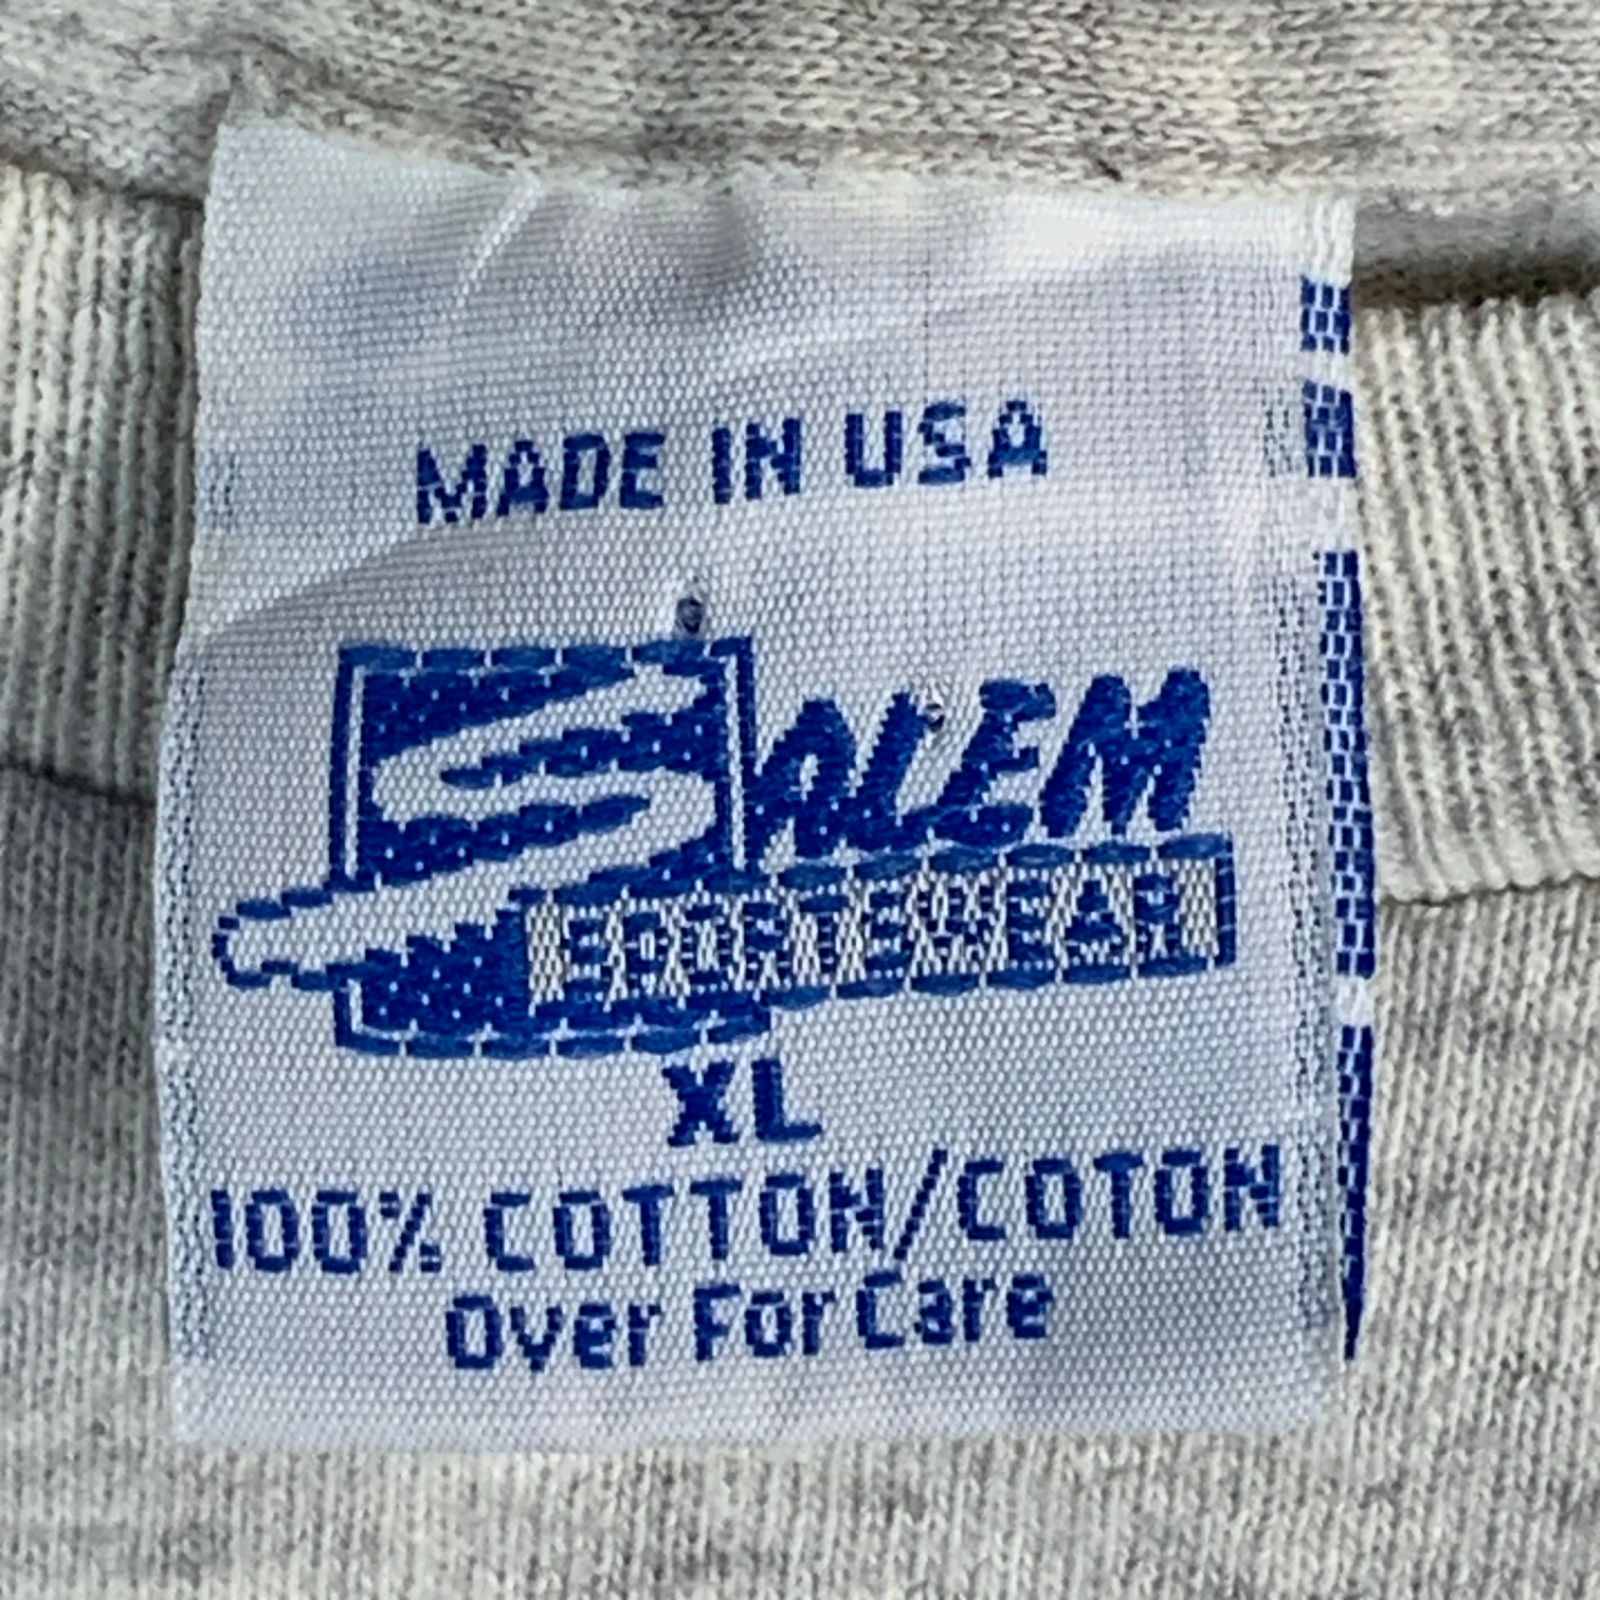 MADE IN USA
SALEM
SPORTSWEAR
XL
100% COTTON/COTON
Over For Care